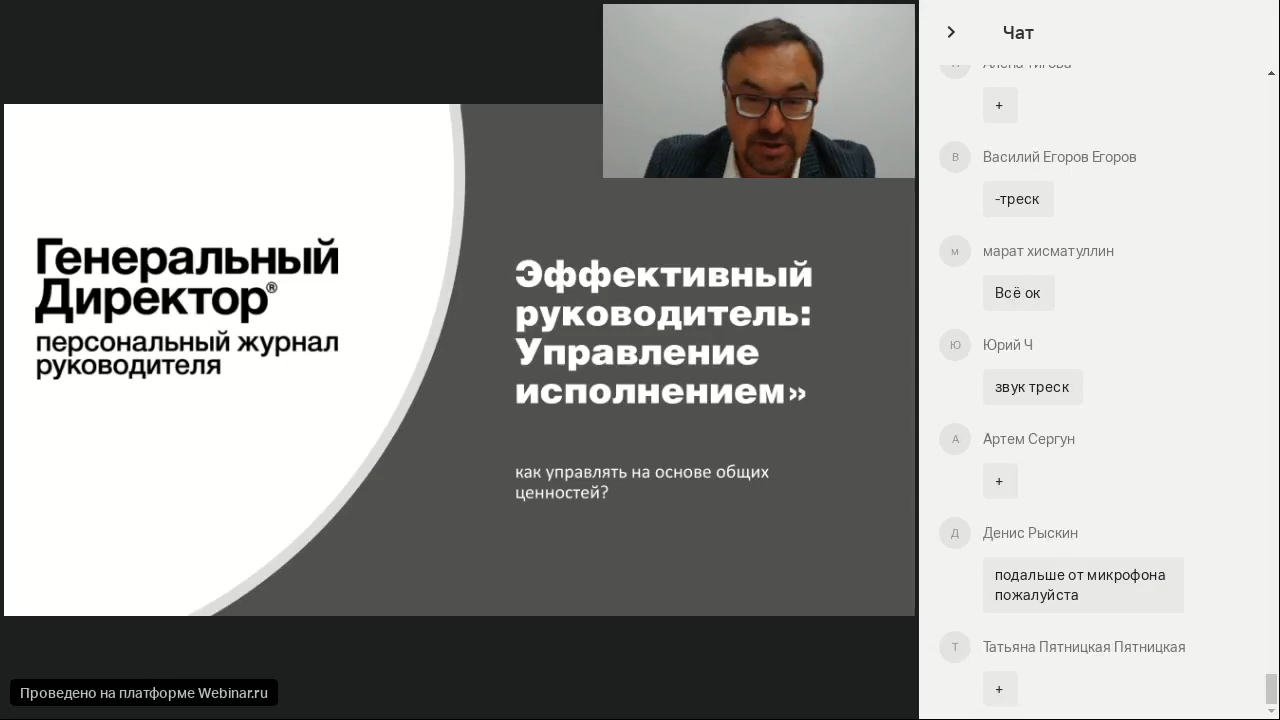 Генеральный
Директор®
персональный журнал
руководителя
Эффективный
руководитель:
Управление
исполнением»
как управлять на основе общих
ценностей?
Проведено на платформе Webinar.ru
Чат
+
В
Василий Егоров Егоров
-треск
м
марат хисматуллин
Всё ок
Ю
Юрий Ч
звук треск
А
Артем Сергун
+
Д
Денис Рыскин
подальше от микрофона
пожалуйста
Т
Татьяна Пятницкая Пятницкая
+